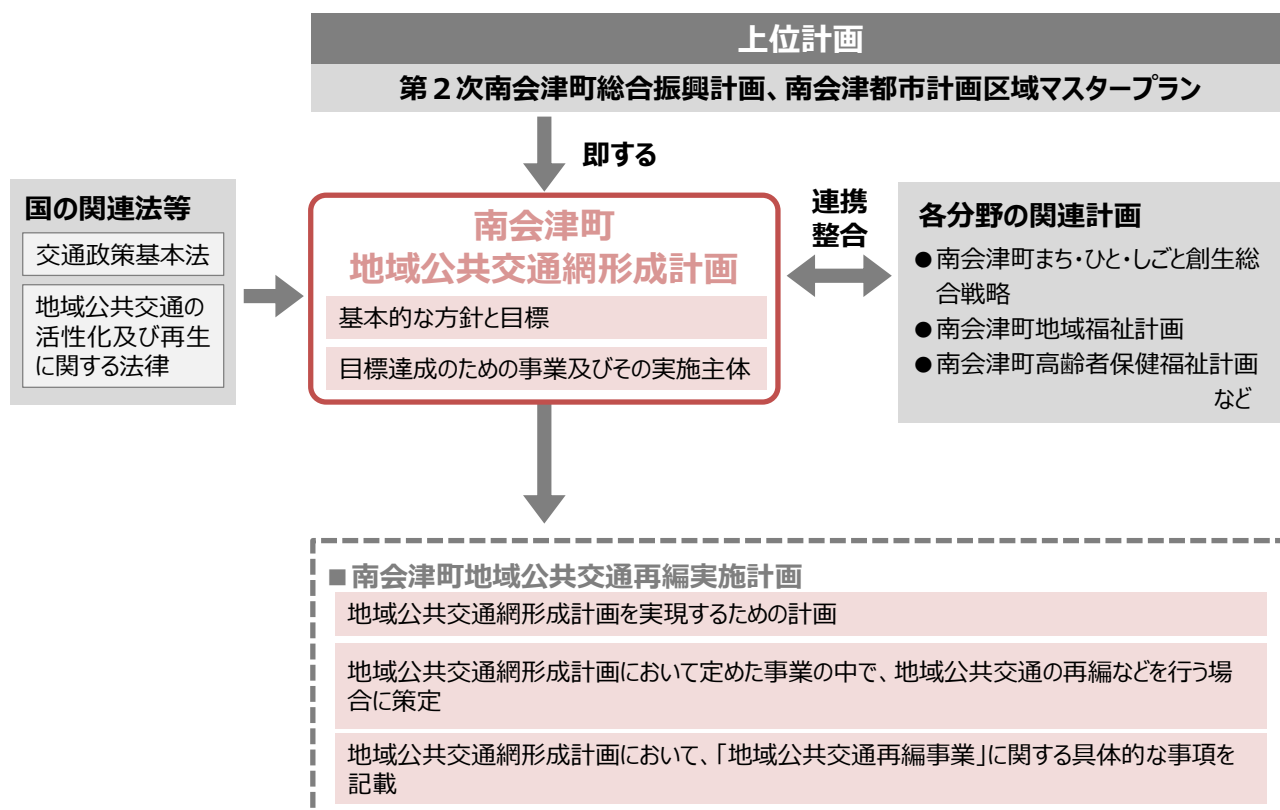 上位計画
第２次南会津町総合振興計画、南会津都市計画区域マスタープラン
即する
国の関連法等
交通政策基本法
地域公共交通の
活性化及び再生
に関する法律
南会津町
地域公共交通網形成計画
基本的な方針と目標
目標達成のための事業及びその実施主体
連携
整合
各分野の関連計画
●南会津町まち・ひと・しごと創生総
合戦略
●南会津町地域福祉計画
●南会津町高齢者保健福祉計画
など
■南会津町地域公共交通再編実施計画
地域公共交通網形成計画を実現するための計画
地域公共交通網形成計画において定めた事業の中で、地域公共交通の再編などを行う場
合に策定
地域公共交通網形成計画において、「地域公共交通再編事業」に関する具体的な事項を
記載